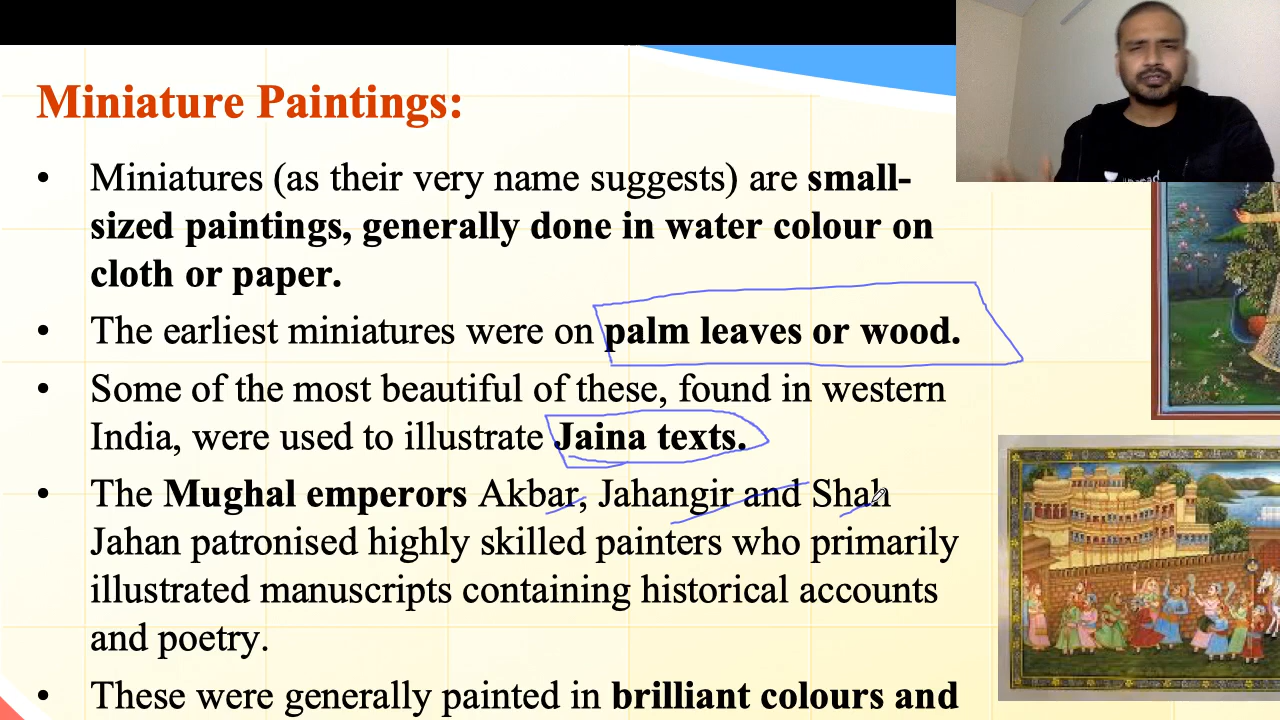 Miniature Paintings:
• Miniatures (as their very name suggests) are small-
sized paintings, generally done in water colour on
cloth or paper.
• The earliest miniatures were on palm leaves or wood.
• Some of the most beautiful of these, found in western
India, were used to illustrate Jaina texts.
• The Mughal emperors Akbar, Jahangir and Shah
Jahan patronised highly skilled painters who primarily
illustrated manuscripts containing historical accounts
and poetry.
• These were generally painted in brilliant colours and